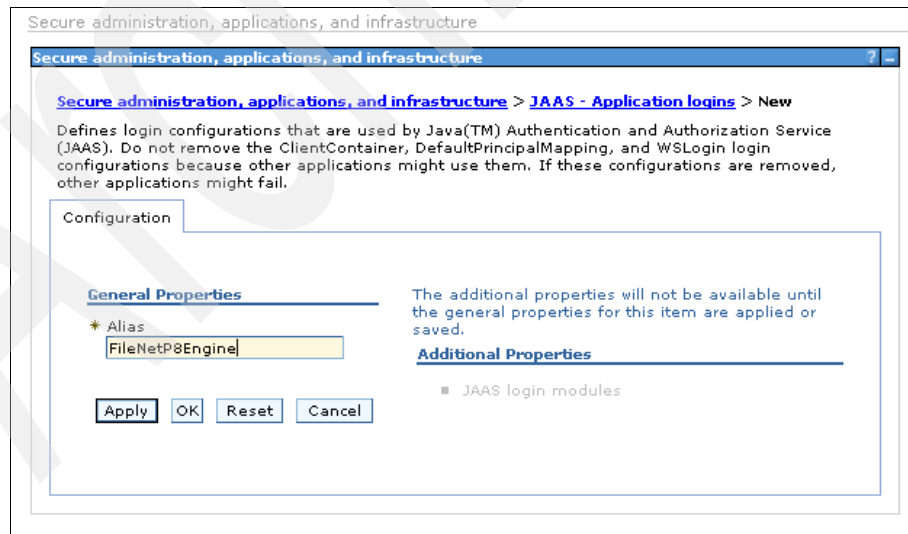 Secure administration, applications, and infrastructure
Secure administration, applications, and infrastructure ? –
Secure administration, applications, and infrastructure > JAAS - Application logins > New
Defines login configurations that are used by Java(TM) Authentication and Authorization Service
(JAAS). Do not remove the ClientContainer, DefaultPrincipalMapping, and WSLogin login
configurations because other applications might use them. If these configurations are removed,
other applications might fail.
Configuration
General Properties
* Alias
FileNetP8Engine
Apply OK Reset Cancel
The additional properties will not be available until
the general properties for this item are applied or
saved.
Additional Properties
JAAS login modules